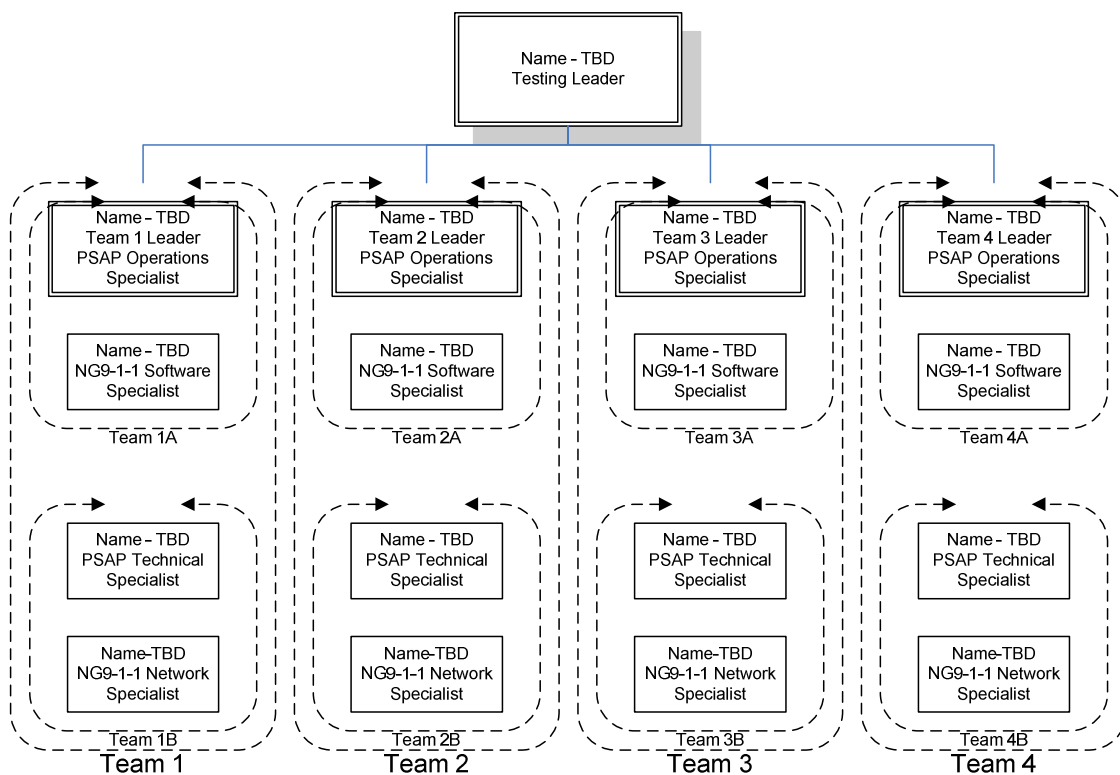 Name - TBD
Testing Leader
Name - TBD
Team 1 Leader
PSAP Operations
Specialist
Name - TBD
NG9-1-1 Software
Specialist
Team 1A
Name - TBD
PSAP Technical
Specialist
Name-TBD
NG9-1-1 Network
Specialist
Team 1B
Team 1
Name - TBD
Team 2 Leader
PSAP Operations
Specialist
Name - TBD
NG9-1-1 Software
Specialist
Team 2A
Name - TBD
PSAP Technical
Specialist
Name-TBD
NG9-1-1 Network
Specialist
Team 2B
Team 2
Name - TBD
Team 3 Leader
PSAP Operations
Specialist
Name - TBD
NG9-1-1 Software
Specialist
Team 3A
Name - TBD
PSAP Technical
Specialist
Name-TBD
NG9-1-1 Network
Specialist
Team 3B
Team 3
Name - TBD
Team 4 Leader
PSAP Operations
Specialist
Name - TBD
NG9-1-1 Software
Specialist
Team 4A
Name - TBD
PSAP Technical
Specialist
Name-TBD
NG9-1-1 Network
Specialist
Team 4B
Team 4